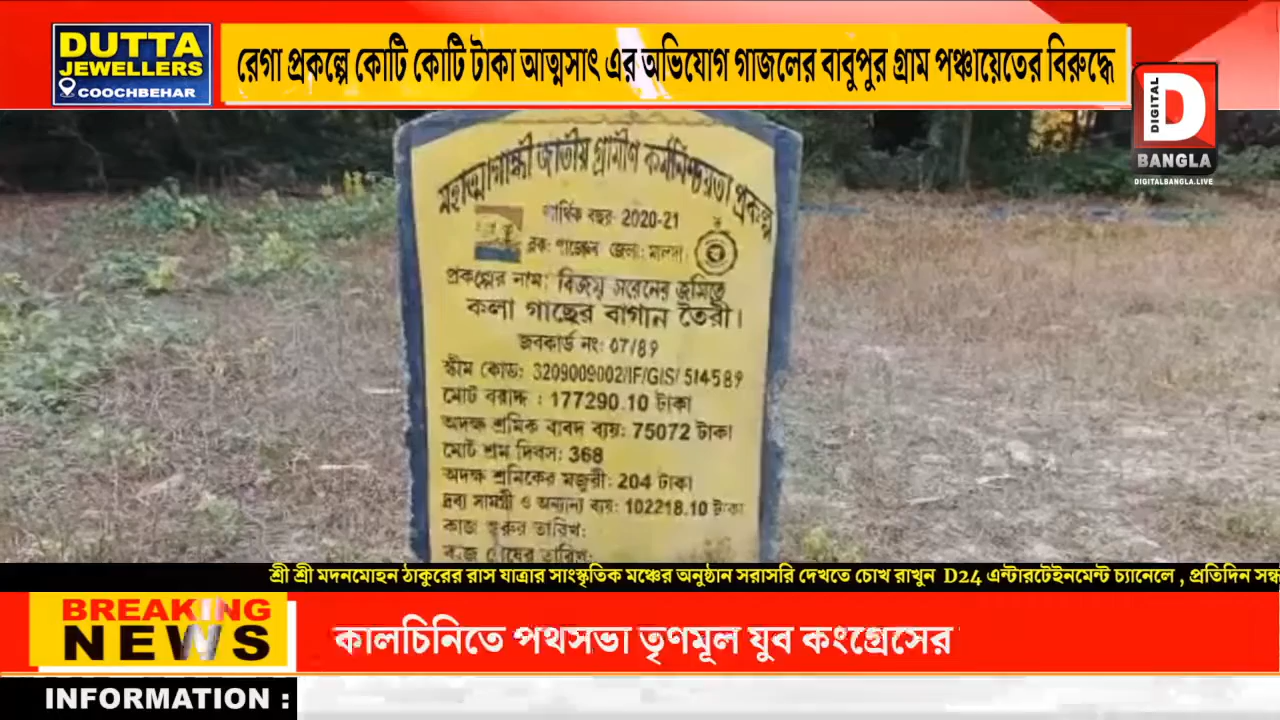 DUTTA
JEWELLERS
COOCHBEHAR
রেগা প্রকল্পে কোটি কোটি টাকা আত্মসাৎ এর অভিযোগ গাজলের বাবুপুর গ্রাম পঞ্চায়েতের বিরুদ্ধে
DIGITAL
BANGLA
DIGITALBANGLA.LIVE
মহাত্মাগান্ধী জাতীয় গ্রামীণ কর্মনিশ্চয়তা প্রকল্প
আর্থিক বছর: 2020-21
ব্লক: গাজোল জেলা: মালদা
প্রকল্পের নাম: বিজয় সরেনের জমিতে
কলা গাছের বাগান তৈরী।
জবকার্ড নং: 07/89
স্কীম কোড: 3209009002/IF/GIS/514589
মোট বরাদ্দ : 177290.10 টাকা
অদক্ষ শ্রমিক বাবদ ব্যয়: 75072 টাকা
মোট শ্রম দিবস: 368
অদক্ষ শ্রমিকের মজুরী: 204 টাকা
দ্রব্য সামগ্রী ও অন্যান্য ব্যয়: 102218.10 টাকা
কাজ শুরুর তারিখ:
কাজ শেষের তারিখ:
শ্রী শ্রী মদনমোহন ঠাকুরের রাস যাত্রার সাংস্কৃতিক মঞ্চের অনুষ্ঠান সরাসরি দেখতে চোখ রাখুন D24 এন্টারটেইনমেন্ট চ্যানেলে , প্রতিদিন
BREAKING
NEWS
কালচিনিতে পথসভা তৃণমূল যুব কংগ্রেসের
INFORMATION :